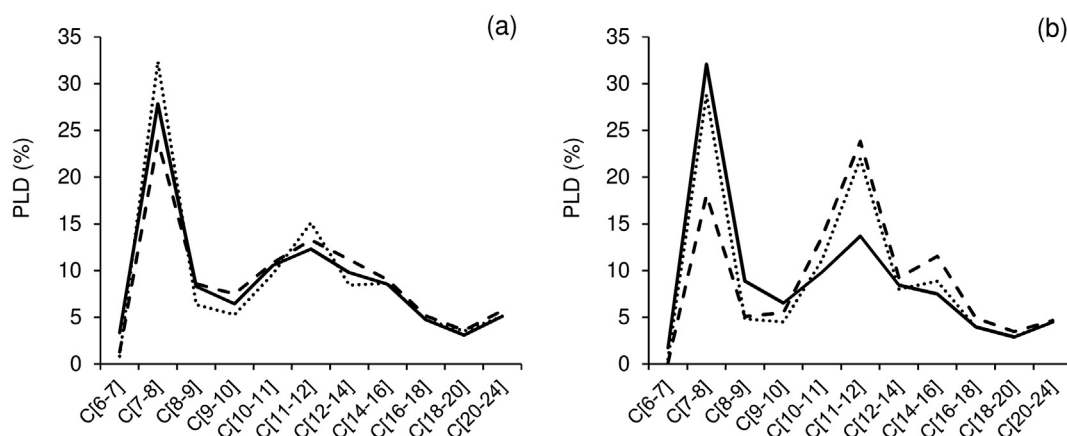 (a)
PLD (%)
35
30
25
20
15
10
5
0
C[6-7]
C[7-8]
C[8-9]
C[9-10]
C[10-11]
C[11-12]
C[12-14]
C[14-16]
C[16-18]
C[18-20]
C[20-24]
(b)
PLD (%)
35
30
25
20
15
10
5
0
C[6-7]
C[7-8]
C[8-9]
C[9-10]
C[10-11]
C[11-12]
C[12-14]
C[14-16]
C[16-18]
C[18-20]
C[20-24]